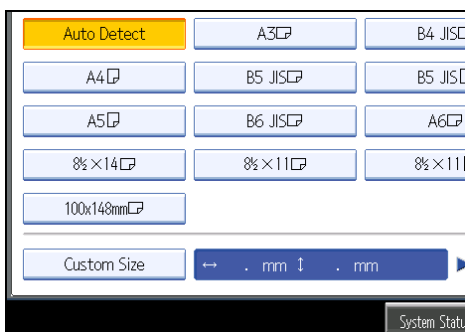 Auto Detect A3 B4 JIS
A4 B5 JIS B5 JIS
A5 B6 JIS A6
8½×14 8½×11 8½×11
100x148mm
Custom Size ↔ . mm ↕ . mm
System Statu